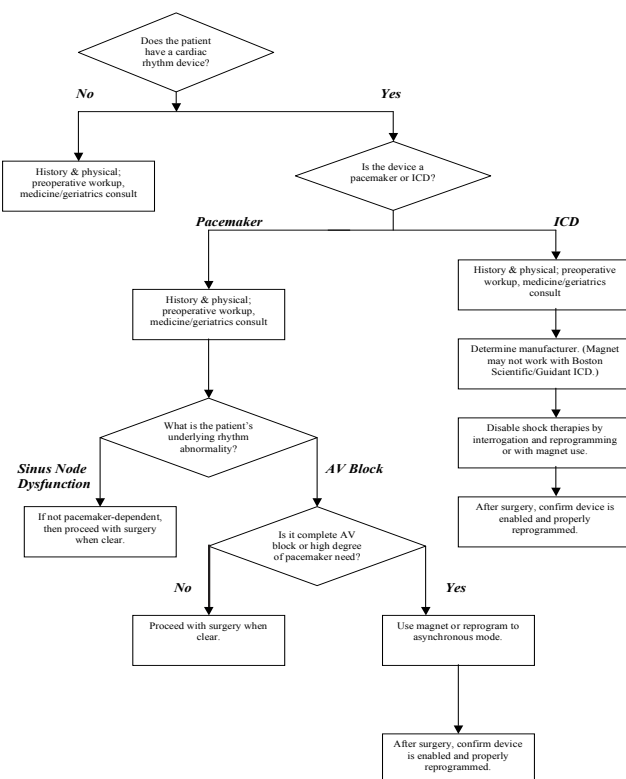 Does the patient
have a cardiac
rhythm device?
No
Yes
History & physical;
preoperative workup,
medicine/geriatrics consult
Is the device a
pacemaker or ICD?
Pacemaker
ICD
History & physical;
preoperative workup,
medicine/geriatrics consult
History & physical; preoperative
workup, medicine/geriatrics
consult
Determine manufacturer. (Magnet
may not work with Boston
Scientific/Guidant ICD.)
What is the patient's
underlying rhythm
abnormality?
Disable shock therapies by
interrogation and reprogramming
or with magnet use.
Sinus Node
Dysfunction
AV Block
If not pacemaker-dependent,
then proceed with surgery
when clear.
After surgery, confirm device is
enabled and properly
reprogrammed.
Is it complete AV
block or high degree
of pacemaker need?
No
Yes
Proceed with surgery when
clear.
Use magnet or reprogram to
asynchronous mode.
After surgery, confirm device
is enabled and properly
reprogrammed.